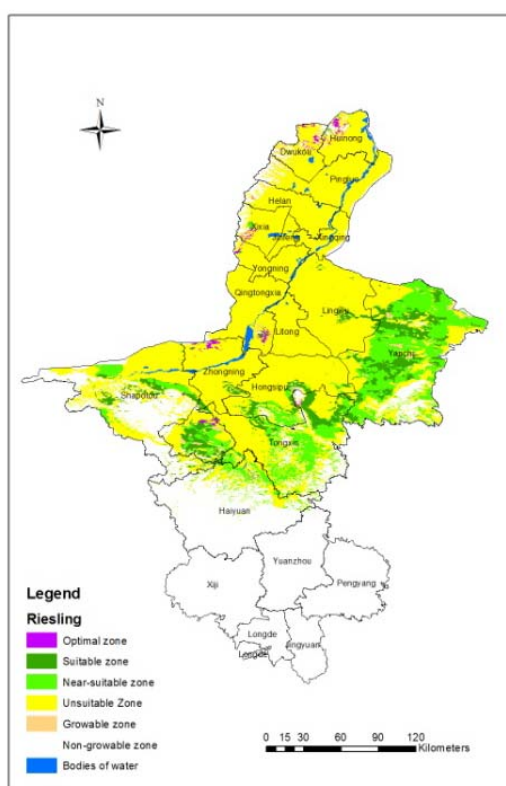 N
Huinong
Dwukou
Pingluo
Helan
Xixia
Jinfeng
Xingqing
Yongning
Qingtongxia
Lingwu
Litong
Yanchi
Zhongning
Hongsipu
Shapotou
Tongxin
Haiyuan
Yuanzhou
Xiji
Pengyang
Longde
Jingyuan
Longde
Legend
Riesling
Optimal zone
Suitable zone
Near-suitable zone
Unsuitable Zone
Growable zone
Non-growable zone
Bodies of water
0 15 30 60 90 120
Kilometers